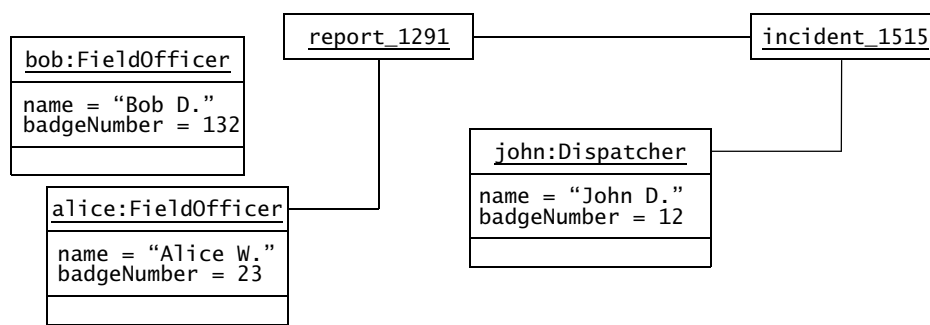 report_1291
incident_1515
bob:FieldOfficer
name = “Bob D.”
badgeNumber = 132
john:Dispatcher
name = “John D.”
badgeNumber = 12
alice:FieldOfficer
name = “Alice W.”
badgeNumber = 23